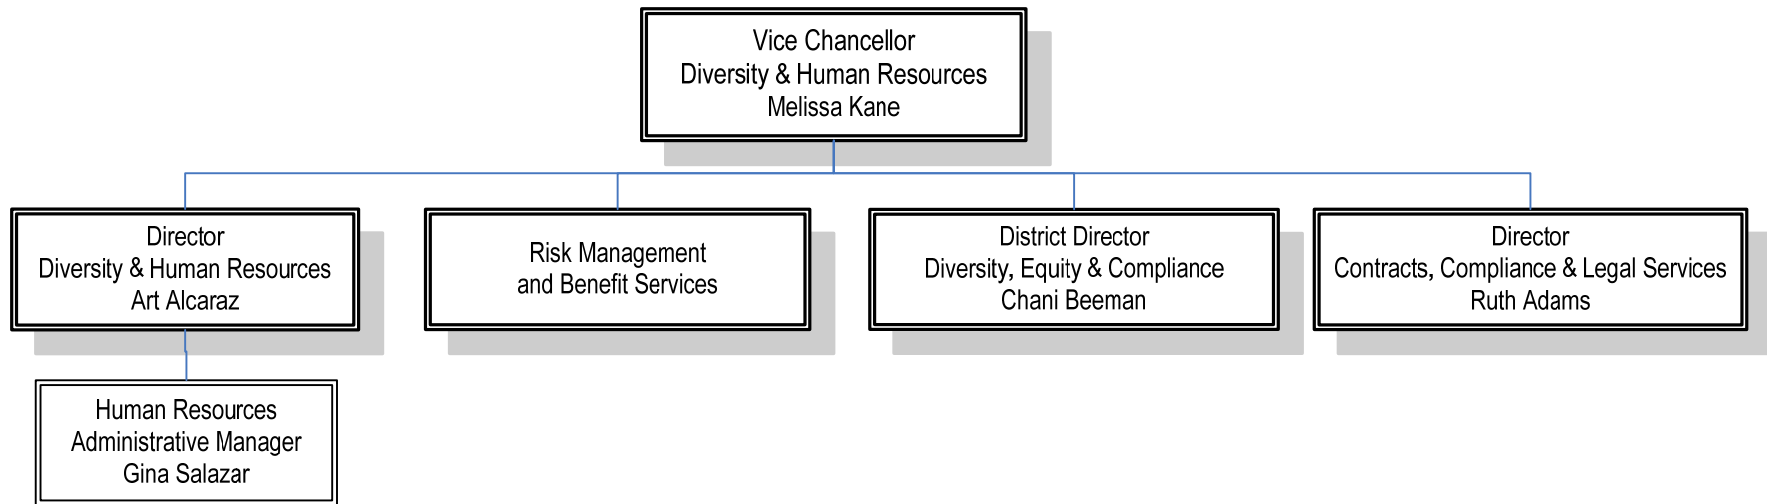 Vice Chancellor
Diversity & Human Resources
Melissa Kane
Director
Diversity & Human Resources
Art Alcaraz
Risk Management
and Benefit Services
District Director
Diversity, Equity & Compliance
Chani Beeman
Director
Contracts, Compliance & Legal Services
Ruth Adams
Human Resources
Administrative Manager
Gina Salazar